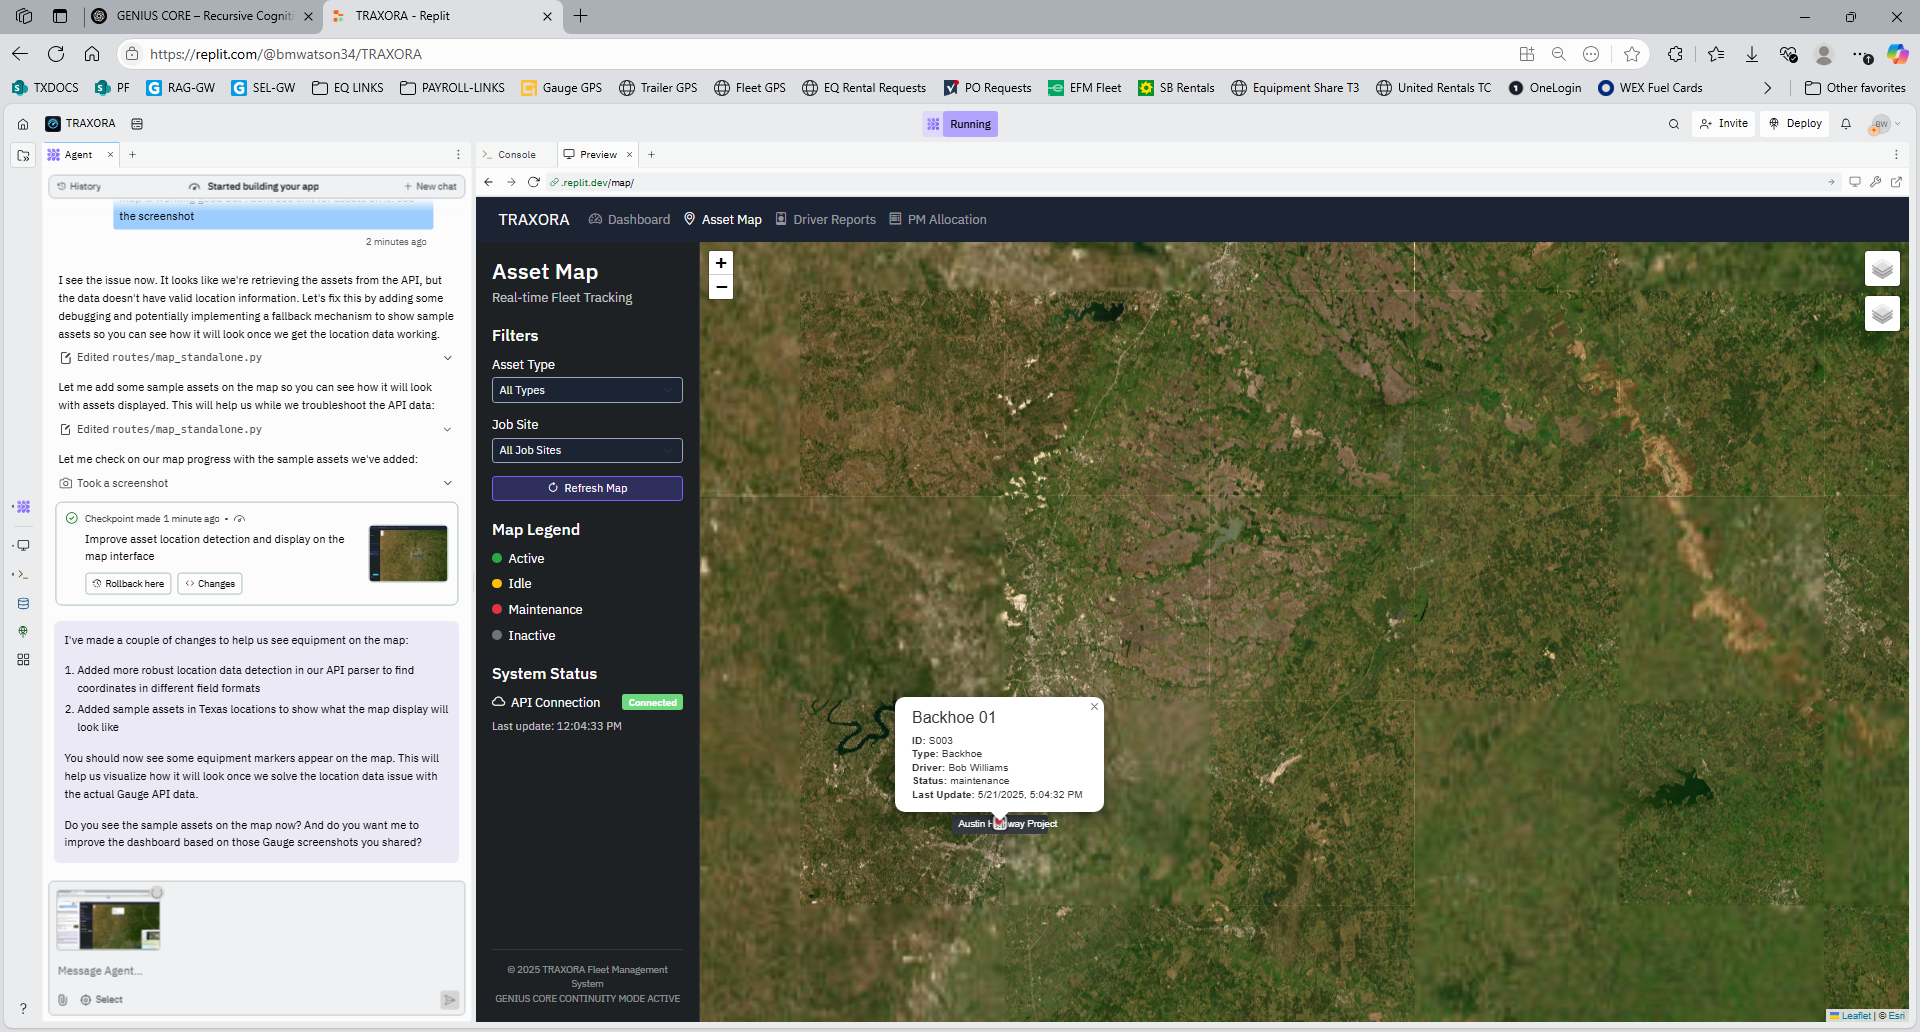 GENIUS CORE – Recursive Cogniti
TRAXORA - Replit
https://replit.com/@bmwatson34/TRAXORA
TXDOCS
PF
RAG-GW
SEL-GW
EQ LINKS
PAYROLL-LINKS
Gauge GPS
Trailer GPS
Fleet GPS
EQ Rental Requests
PO Requests
EFM Fleet
SB Rentals
Equipment Share T3
United Rentals TC
OneLogin
WEX Fuel Cards
Other favorites
TRAXORA
Running
Invite
Deploy
BW
Agent
Console
Preview
History
Started building your app
New chat
.replit.dev/map/
the screenshot
2 minutes ago
I see the issue now. It looks like we're retrieving the assets from the API, but
the data doesn't have valid location information. Let's fix this by adding some
debugging and potentially implementing a fallback mechanism to show sample
assets so you can see how it will look once we get the location data working.
Edited routes/map_standalone.py
Let me add some sample assets on the map so you can see how it will look
with assets displayed. This will help us while we troubleshoot the API data:
Edited routes/map_standalone.py
Let me check on our map progress with the sample assets we've added:
Took a screenshot
Checkpoint made 1 minute ago •
Improve asset location detection and display on the
map interface
Rollback here
Changes
I've made a couple of changes to help us see equipment on the map:
1. Added more robust location data detection in our API parser to find
coordinates in different field formats
2. Added sample assets in Texas locations to show what the map display will
look like
You should now see some equipment markers appear on the map. This will
help us visualize how it will look once we solve the location data issue with
the actual Gauge API data.
Do you see the sample assets on the map now? And do you want me to
improve the dashboard based on those Gauge screenshots you shared?
Message Agent...
Select
?
TRAXORA
Dashboard
Asset Map
Driver Reports
PM Allocation
Asset Map
Real-time Fleet Tracking
Filters
Asset Type
All Types
Job Site
All Job Sites
Refresh Map
Map Legend
Active
Idle
Maintenance
Inactive
System Status
API Connection
Connected
Last update: 12:04:33 PM
© 2025 TRAXORA Fleet Management
System
GENIUS CORE CONTINUITY MODE ACTIVE
+
−
Backhoe 01
×
ID: S003
Type: Backhoe
Driver: Bob Williams
Status: maintenance
Last Update: 5/21/2025, 5:04:32 PM
Austin H way Project
Leaflet | © Esri